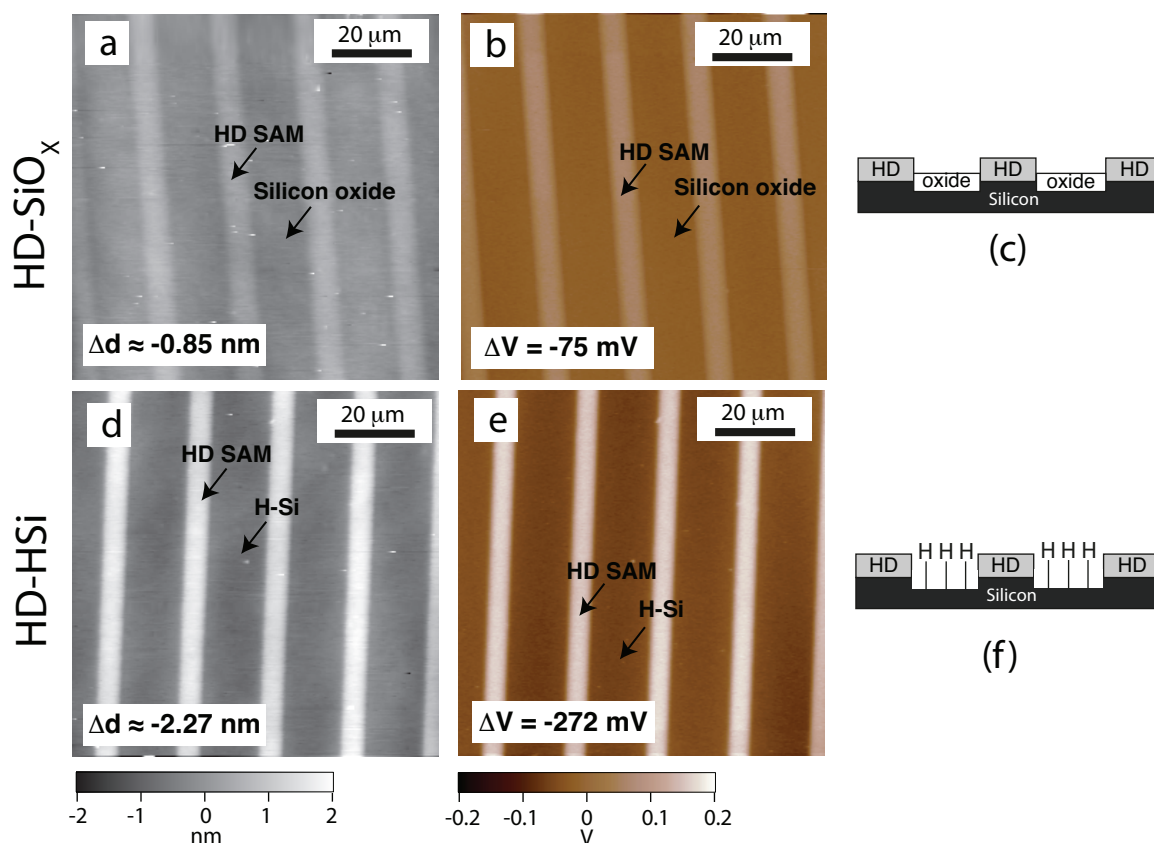 HD-SiOX
a
20 μm
HD SAM
Silicon oxide
Δd ≈ -0.85 nm
b
20 μm
HD SAM
Silicon oxide
ΔV = -75 mV
HD
oxide
HD
oxide
HD
Silicon
(c)
HD-HSi
d
20 μm
HD SAM
H-Si
Δd ≈ -2.27 nm
e
20 μm
HD SAM
H-Si
ΔV = -272 mV
H H H
H H H
HD
HD
HD
Silicon
(f)
-2 -1 0 1 2
nm
-0.2 -0.1 0 0.1 0.2
V